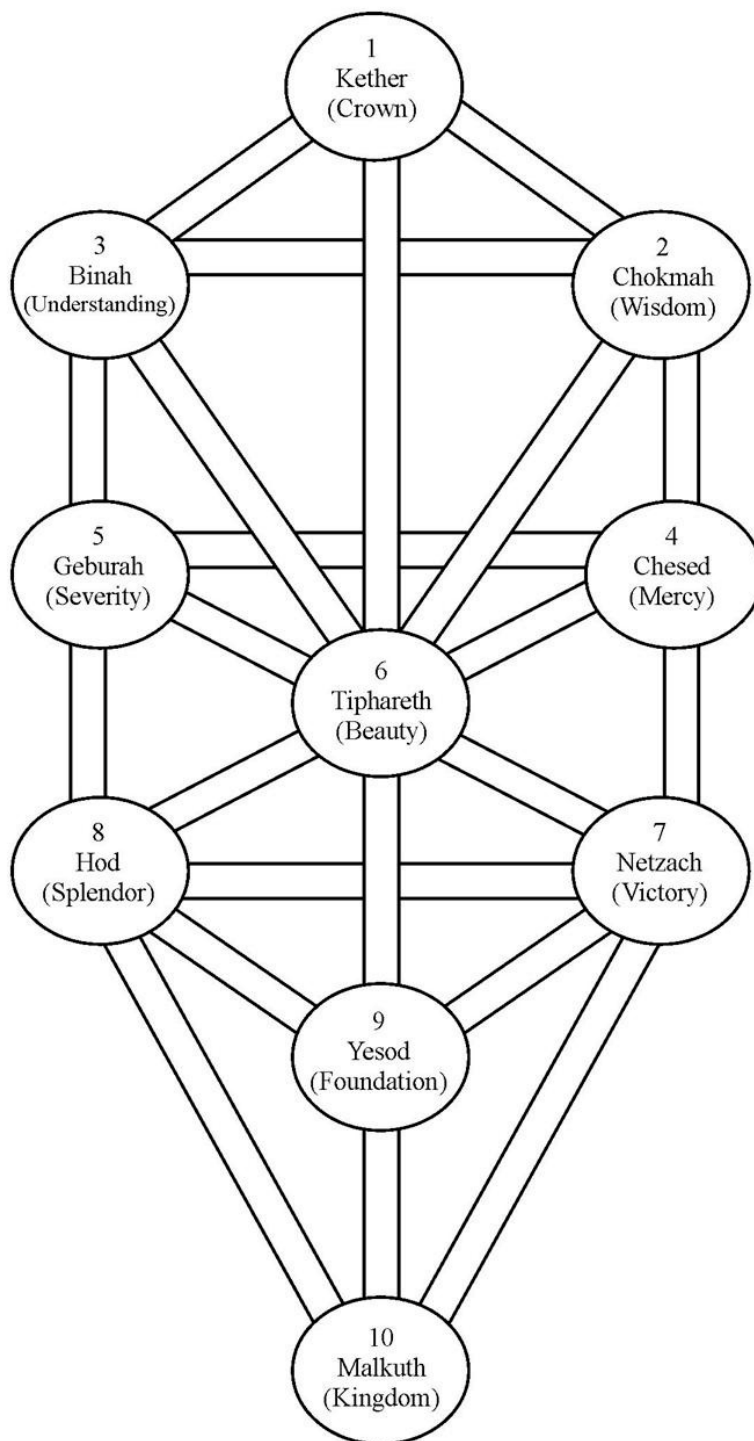 1
Kether
(Crown)
3
Binah
(Understanding)
2
Chokmah
(Wisdom)
5
Geburah
(Severity)
4
Chesed
(Mercy)
6
Tiphareth
(Beauty)
8
Hod
(Splendor)
7
Netzach
(Victory)
9
Yesod
(Foundation)
10
Malkuth
(Kingdom)